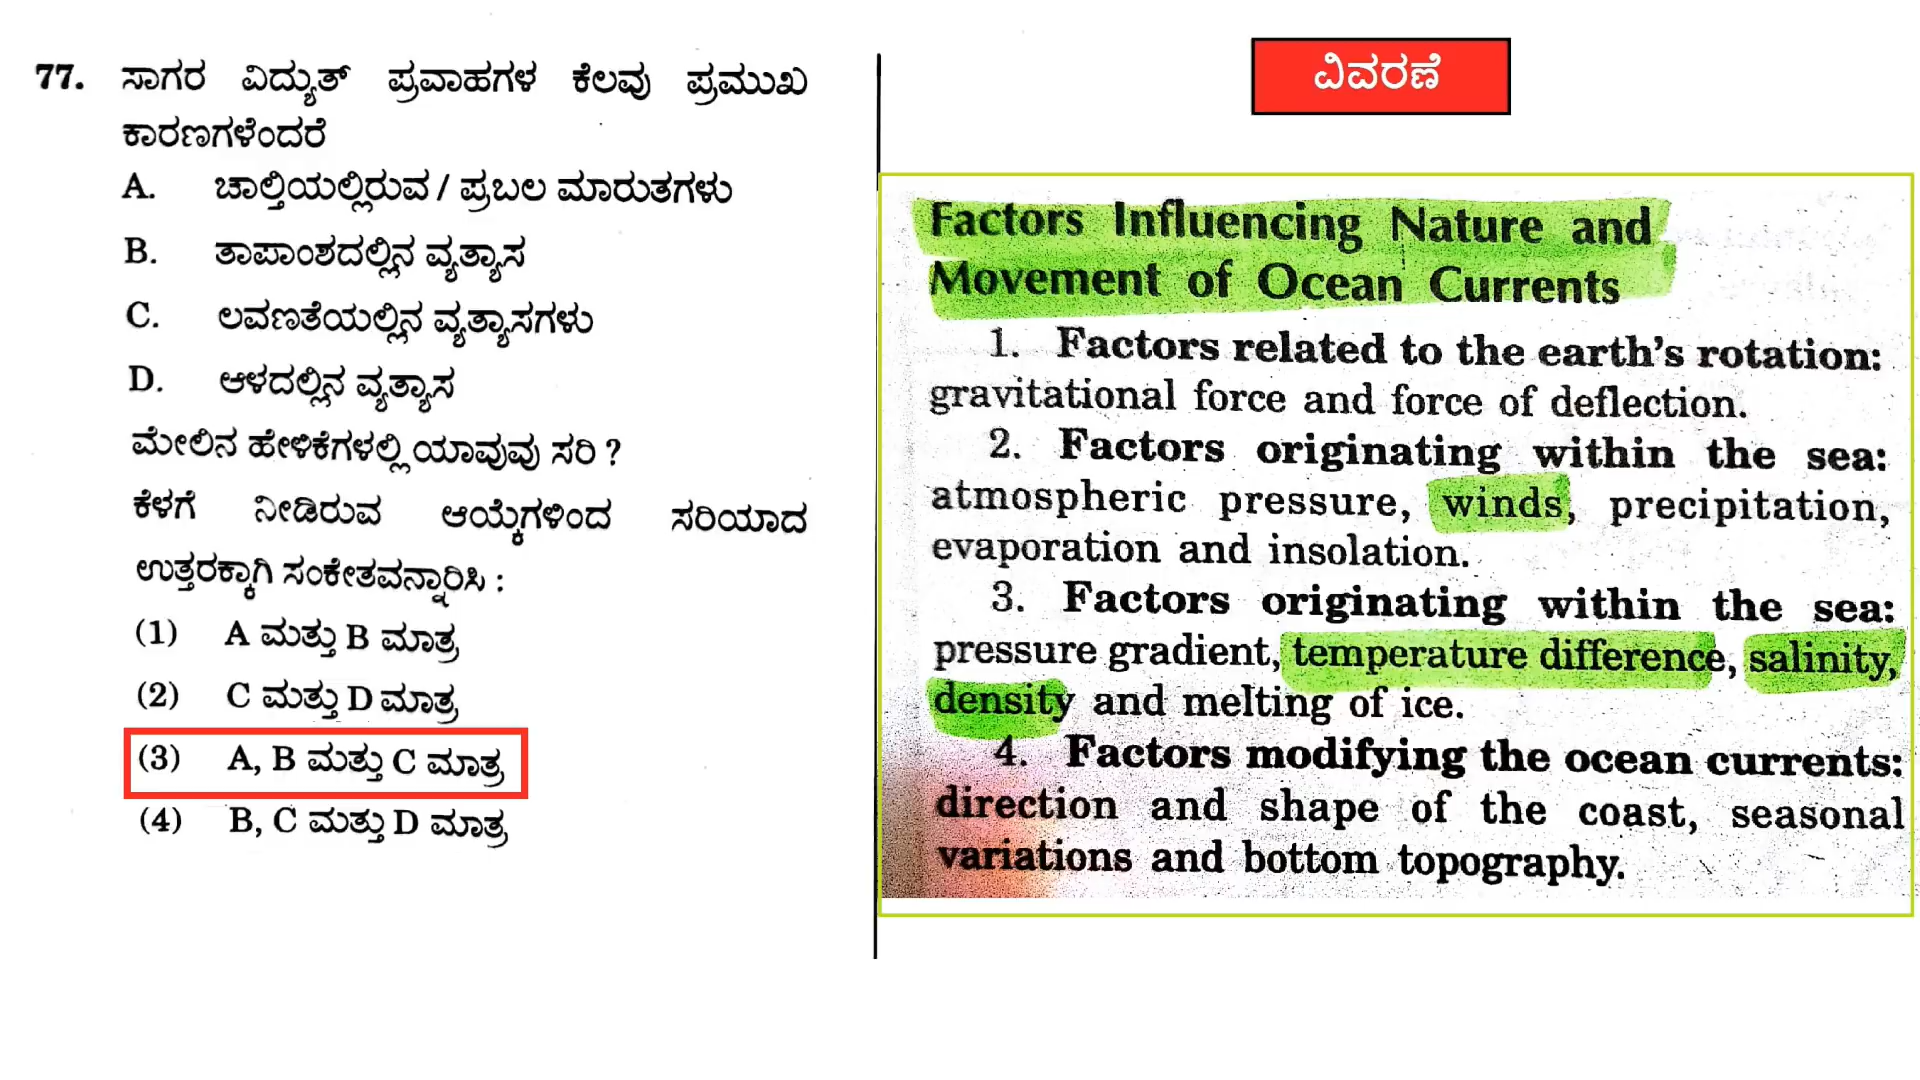 77. ಸಾಗರ ವಿದ್ಯುತ್ ಪ್ರವಾಹಗಳ ಕೆಲವು ಪ್ರಮುಖ
ಕಾರಣಗಳೆಂದರೆ
A. ಚಾಲ್ತಿಯಲ್ಲಿರುವ / ಪ್ರಬಲ ಮಾರುತಗಳು
B. ತಾಪಾಂಶದಲ್ಲಿನ ವ್ಯತ್ಯಾಸ
C. ಲವಣತೆಯಲ್ಲಿನ ವ್ಯತ್ಯಾಸಗಳು
D. ಆಳದಲ್ಲಿನ ವ್ಯತ್ಯಾಸ
ಮೇಲಿನ ಹೇಳಿಕೆಗಳಲ್ಲಿ ಯಾವುವು ಸರಿ ?
ಕೆಳಗೆ ನೀಡಿರುವ ಆಯ್ಕೆಗಳಿಂದ ಸರಿಯಾದ
ಉತ್ತರಕ್ಕಾಗಿ ಸಂಕೇತವನ್ನಾರಿಸಿ :
(1) A ಮತ್ತು B ಮಾತ್ರ
(2) C ಮತ್ತು D ಮಾತ್ರ
(3) A, B ಮತ್ತು C ಮಾತ್ರ
(4) B, C ಮತ್ತು D ಮಾತ್ರ
ವಿವರಣೆ
Factors Influencing Nature and
Movement of Ocean Currents
1. Factors related to the earth's rotation:
gravitational force and force of deflection.
2. Factors originating within the sea:
atmospheric pressure, winds, precipitation,
evaporation and insolation.
3. Factors originating within the sea:
pressure gradient, temperature difference, salinity,
density and melting of ice.
4. Factors modifying the ocean currents:
direction and shape of the coast, seasonal
variations and bottom topography.